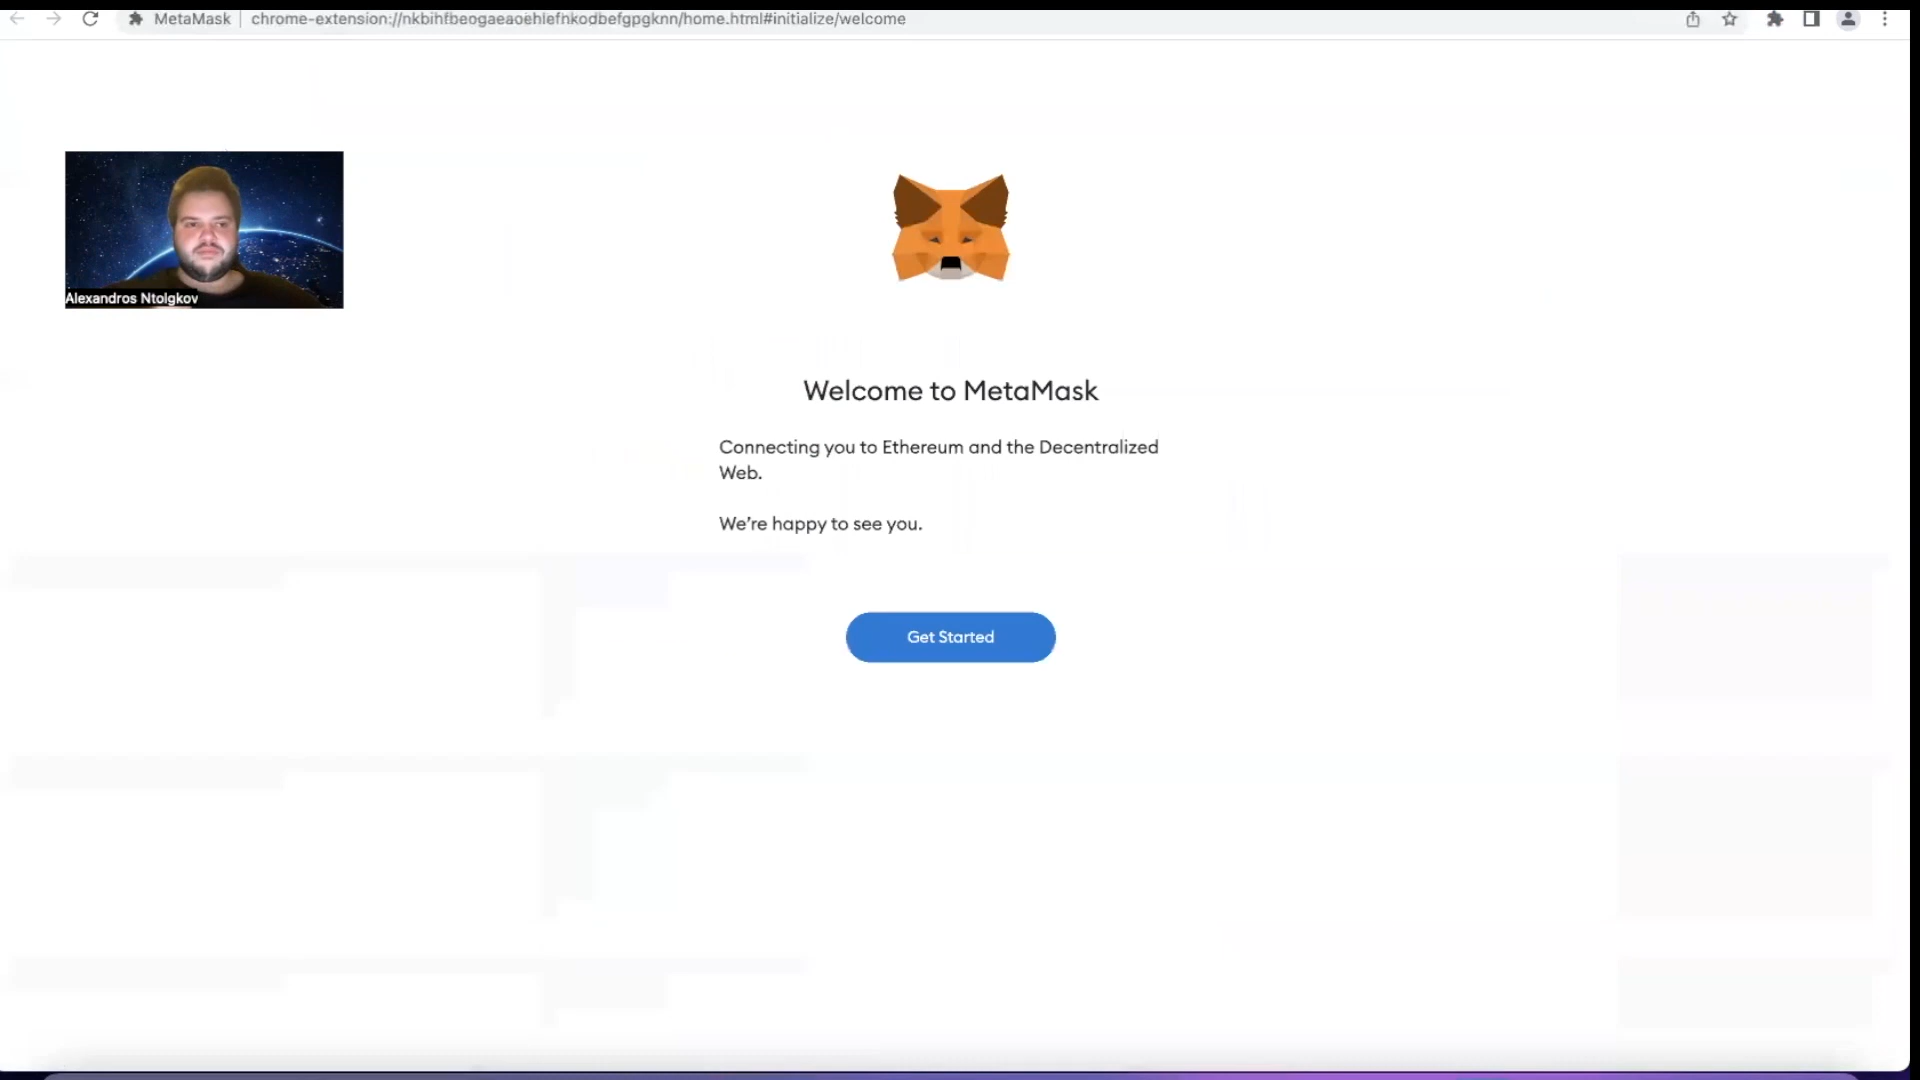 MetaMask
chrome-extension://nkbihfbeogaeaoehlefnkodbefgpgknn/home.html#initialize/welcome
Alexandros Ntolgkov
Welcome to MetaMask
Connecting you to Ethereum and the Decentralized
Web.
We're happy to see you.
Get Started